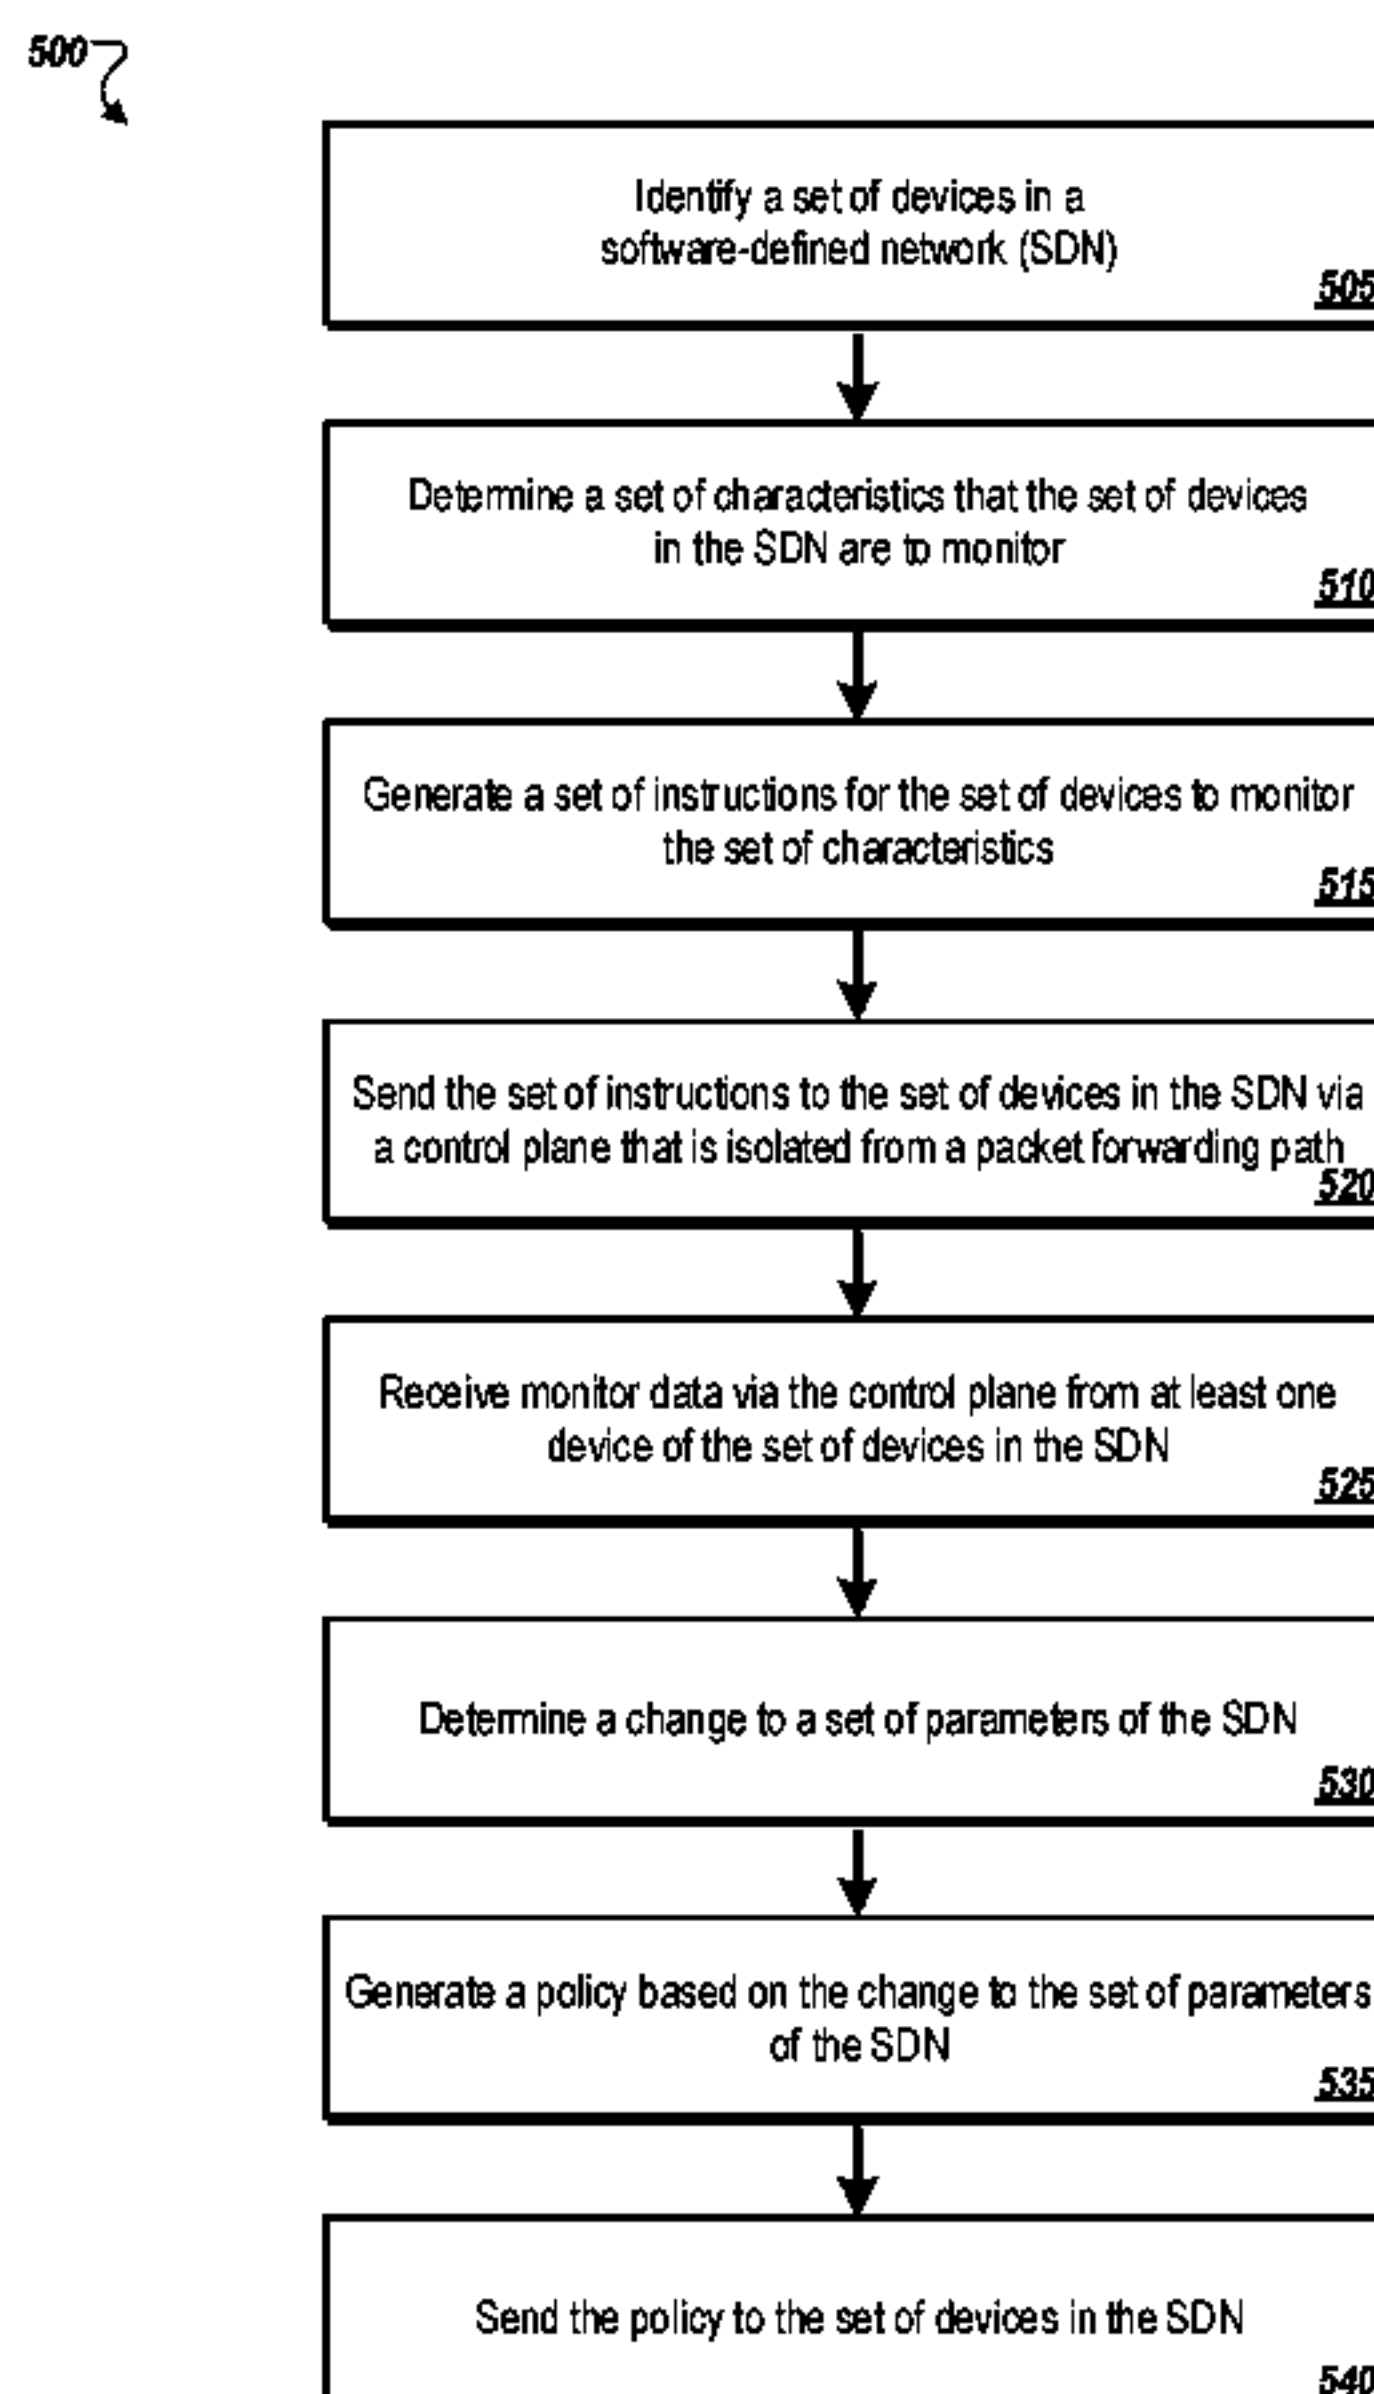 500
Identify a set of devices in a
software-defined network (SDN)
505
Determine a set of characteristics that the set of devices
in the SDN are to monitor
510
Generate a set of instructions for the set of devices to monitor
the set of characteristics
515
Send the set of instructions to the set of devices in the SDN via
a control plane that is isolated from a packet forwarding path
520
Receive monitor data via the control plane from at least one
device of the set of devices in the SDN
525
Determine a change to a set of parameters of the SDN
530
Generate a policy based on the change to the set of parameters
of the SDN
535
Send the policy to the set of devices in the SDN
540